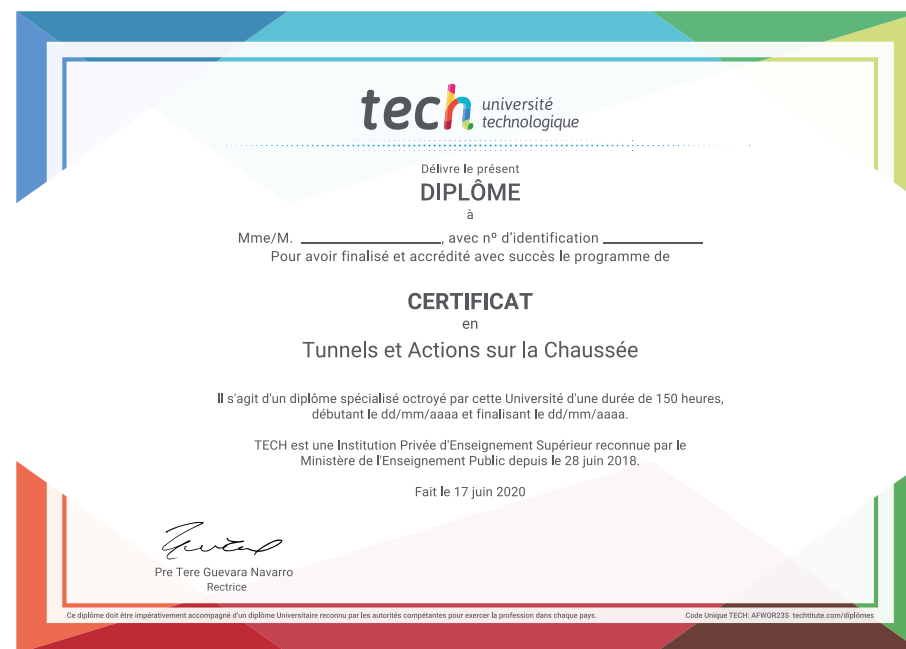 tech université
technologique
Délivre le présent
DIPLÔME
à
Mme/M. ____________________, avec nº d'identification ______________
Pour avoir finalisé et accrédité avec succès le programme de
CERTIFICAT
en
Tunnels et Actions sur la Chaussée
Il s'agit d'un diplôme spécialisé octroyé par cette Université d'une durée de 150 heures,
débutant le dd/mm/aaaa et finalisant le dd/mm/aaaa.
TECH est une Institution Privée d'Enseignement Supérieur reconnue par le
Ministère de l'Enseignement Public depuis le 28 juin 2018.
Fait le 17 juin 2020
Pre Tere Guevara Navarro
Rectrice
Ce diplôme doit être impérativement accompagné d'un diplôme Universitaire reconnu par les autorités compétantes pour exercer la profession dans chaque pays.
Code Unique TECH: AFWOR23S techtitute.com/diplômes